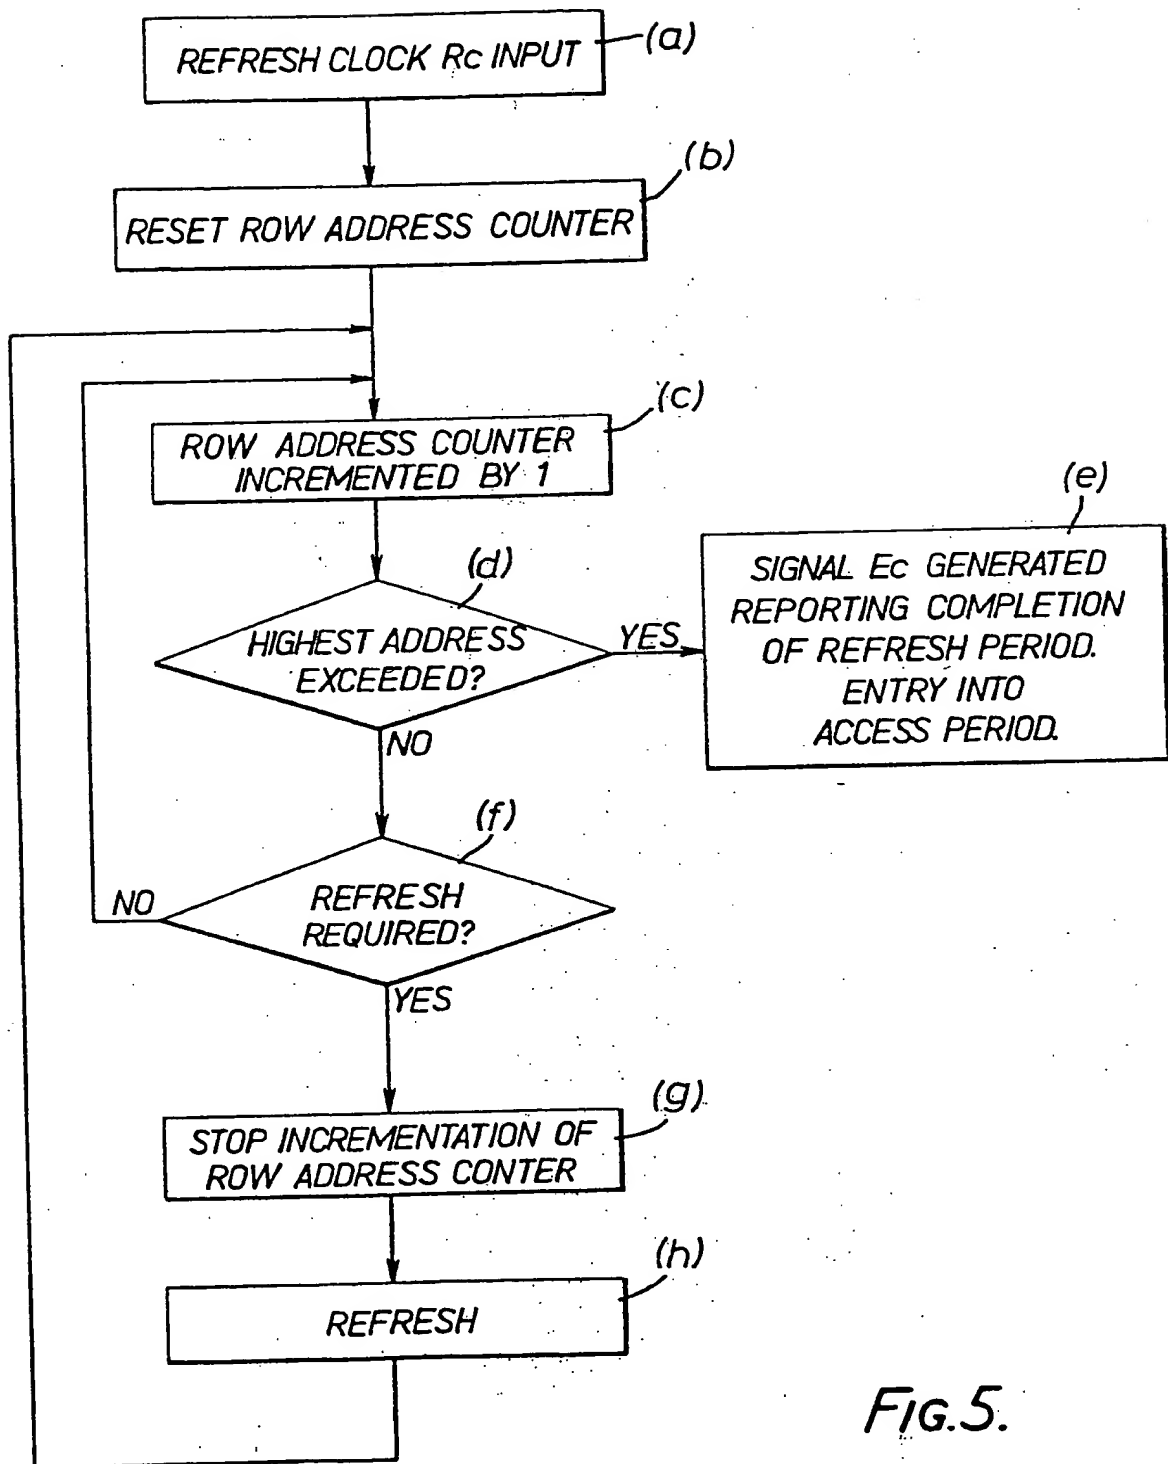 REFRESH CLOCK Rc INPUT
(a)
(b)
RESET ROW ADDRESS COUNTER
(c)
ROW ADDRESS COUNTER
INCREMENTED BY 1
(d)
HIGHEST ADDRESS
EXCEEDED?
YES
NO
(e)
SIGNAL Ec GENERATED
REPORTING COMPLETION
OF REFRESH PERIOD.
ENTRY INTO
ACCESS PERIOD.
(f)
REFRESH
REQUIRED?
NO
YES
(g)
STOP INCREMENTATION OF
ROW ADDRESS CONTER
(h)
REFRESH
FIG.5.